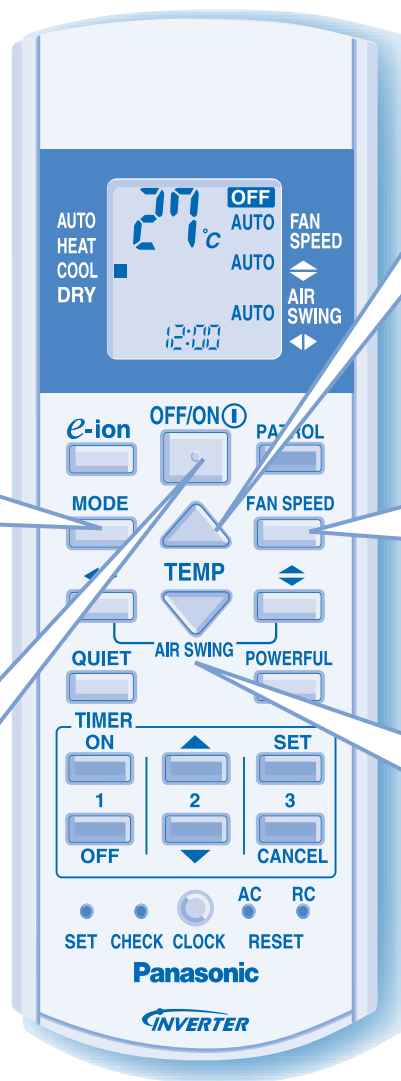 27°C OFF
AUTO AUTO FAN SPEED
HEAT
COOL AUTO
DRY
AUTO AIR SWING
12:00
e-ion OFF/ON PATROL
MODE FAN SPEED
TEMP
AIR SWING
QUIET POWERFUL
TIMER
ON SET
1 2 3
OFF CANCEL
AC RC
SET CHECK CLOCK RESET
Panasonic
INVERTER